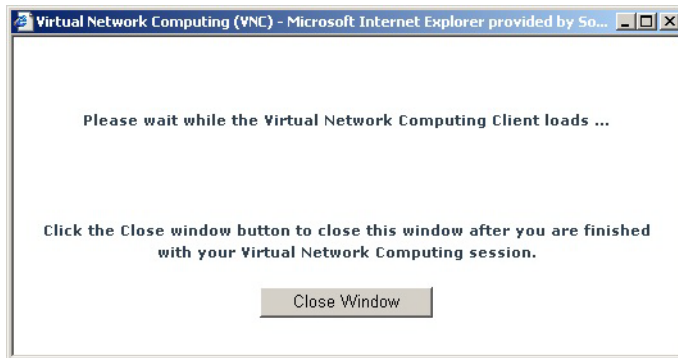 Virtual Network Computing (VNC) - Microsoft Internet Explorer provided by So...
Please wait while the Virtual Network Computing Client loads ...
Click the Close window button to close this window after you are finished
with your Virtual Network Computing session.
Close Window